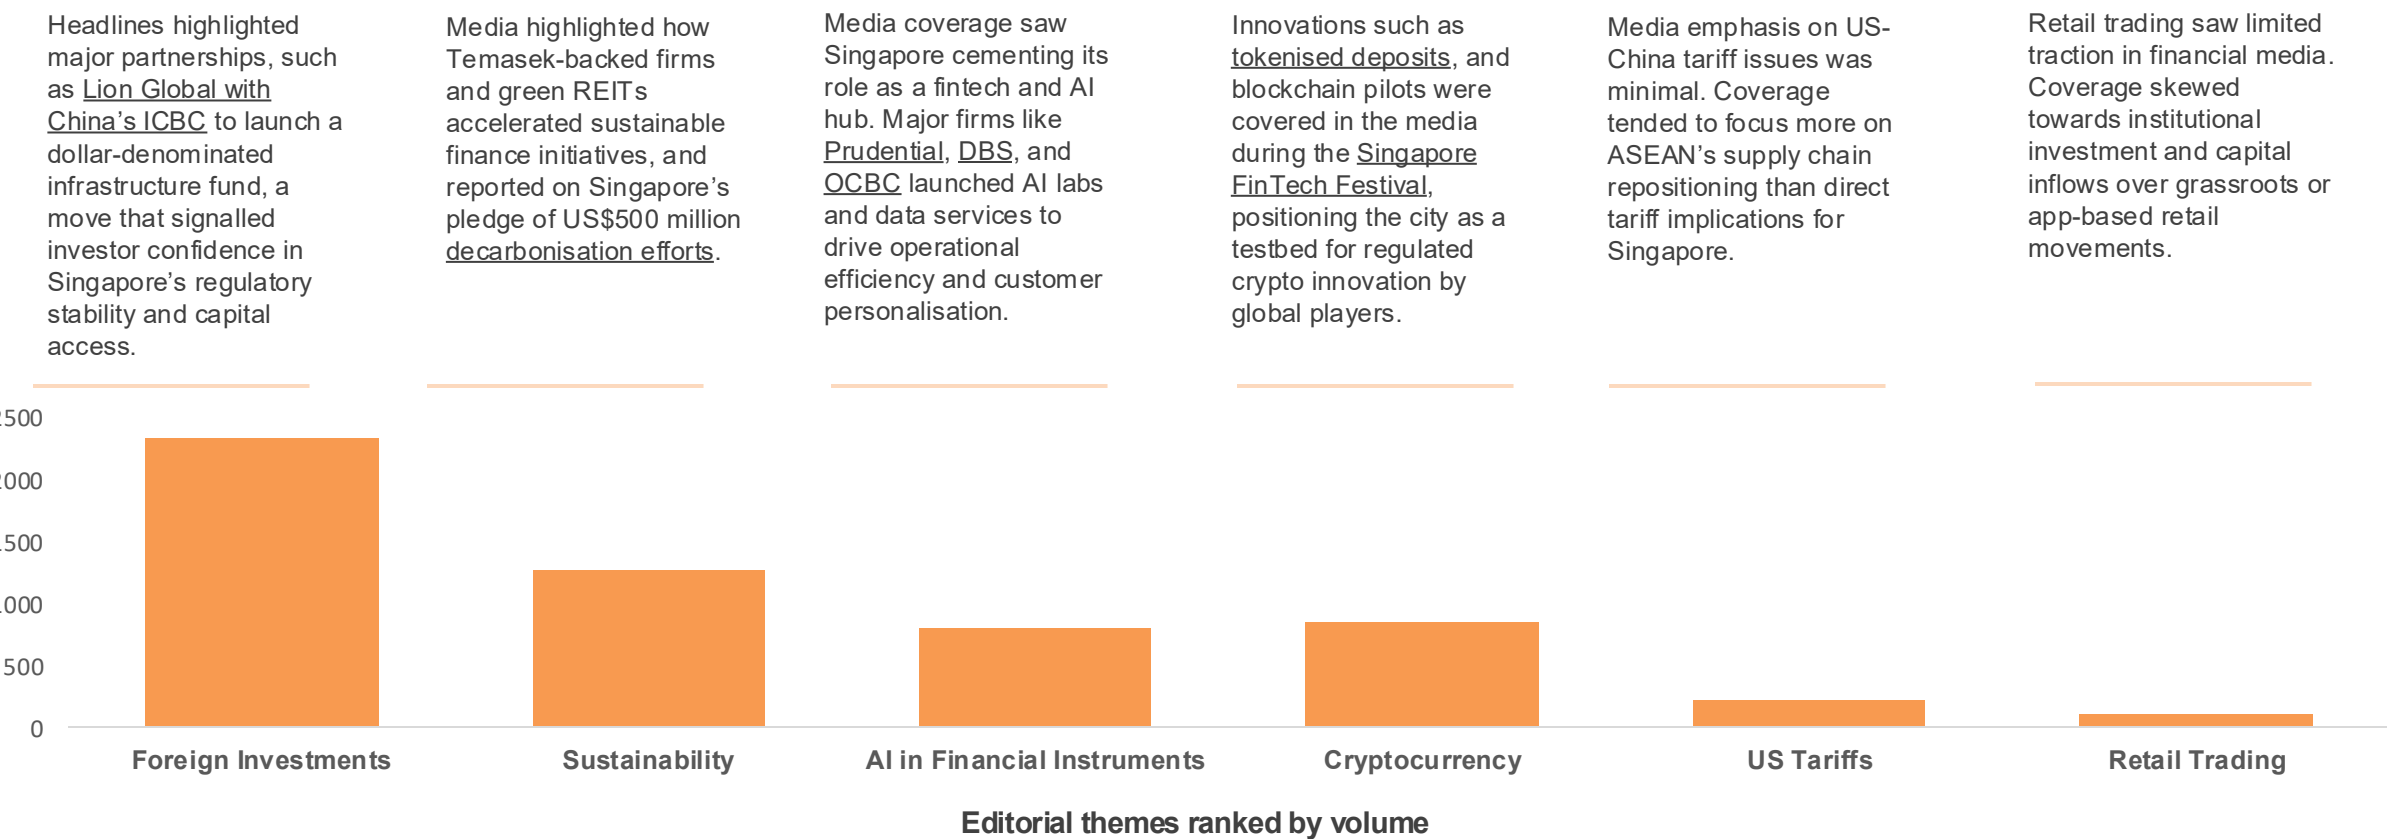 Headlines highlighted
major partnerships, such
as Lion Global with
China’s ICBC to launch a
dollar-denominated
infrastructure fund, a
move that signalled
investor confidence in
Singapore’s regulatory
stability and capital
access.
Media highlighted how
Temasek-backed firms
and green REITs
accelerated sustainable
finance initiatives, and
reported on Singapore’s
pledge of US$500 million
decarbonisation efforts.
Media coverage saw
Singapore cementing its
role as a fintech and AI
hub. Major firms like
Prudential, DBS, and
OCBC launched AI labs
and data services to
drive operational
efficiency and customer
personalisation.
Innovations such as
tokenised deposits, and
blockchain pilots were
covered in the media
during the Singapore
FinTech Festival,
positioning the city as a
testbed for regulated
crypto innovation by
global players.
Media emphasis on US-
China tariff issues was
minimal. Coverage
tended to focus more on
ASEAN’s supply chain
repositioning than direct
tariff implications for
Singapore.
Retail trading saw limited
traction in financial media.
Coverage skewed
towards institutional
investment and capital
inflows over grassroots or
app-based retail
movements.
2500
2000
1500
1000
500
0
Foreign Investments
Sustainability
AI in Financial Instruments
Cryptocurrency
US Tariffs
Retail Trading
Editorial themes ranked by volume